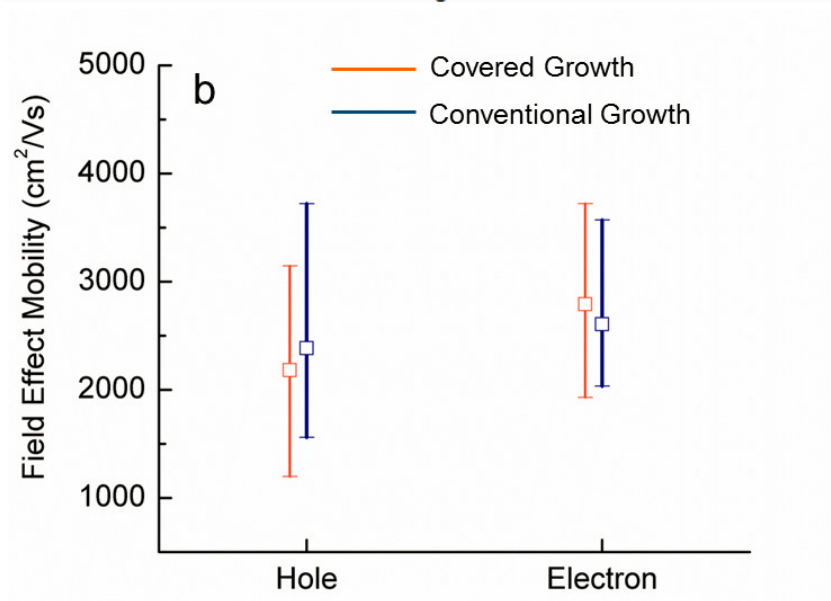 b
Covered Growth
Conventional Growth
Field Effect Mobility (cm²/Vs)
5000
4000
3000
2000
1000
Hole Electron